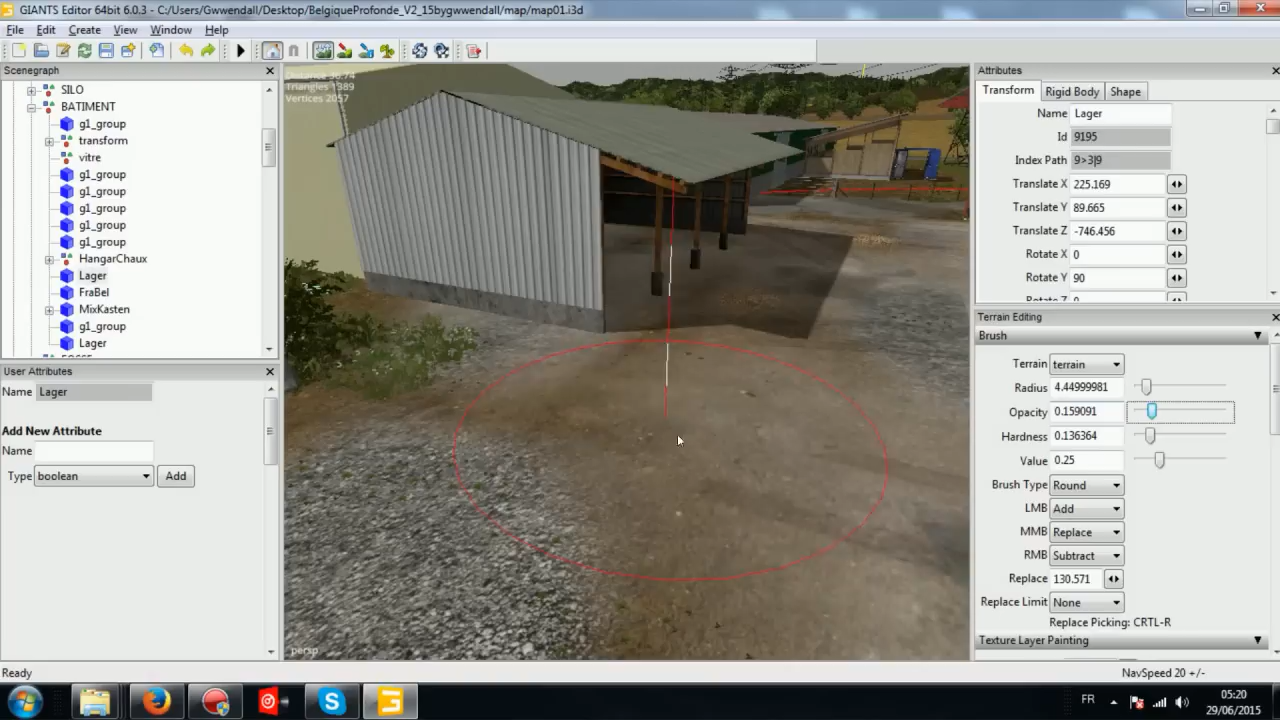 GIANTS Editor 64bit 6.0.3 - C:/Users/Gwwendall/Desktop/BelgiqueProfonde_V2_15bygwwendall/map/map01.i3d
File Edit Create View Window Help
Scenegraph
SILO
BATIMENT
g1_group
transform
vitre
g1_group
g1_group
g1_group
g1_group
g1_group
HangarChaux
Lager
FraBel
MixKasten
g1_group
Lager
User Attributes
Name Lager
Add New Attribute
Name
Type boolean Add
Triangles 1389
Vertices 2057
persp
Attributes
Transform Rigid Body Shape
Name Lager
Id 9195
Index Path 9>3|9
Translate X 225.169
Translate Y 89.665
Translate Z -746.456
Rotate X 0
Rotate Y 90
Terrain Editing
Brush
Terrain terrain
Radius 4.44999981
Opacity 0.159091
Hardness 0.136364
Value 0.25
Brush Type Round
LMB Add
MMB Replace
RMB Subtract
Replace 130.571
Replace Limit None
Replace Picking: CRTL-R
Texture Layer Painting
Ready
NavSpeed 20 +/-
FR
05:20
29/06/2015